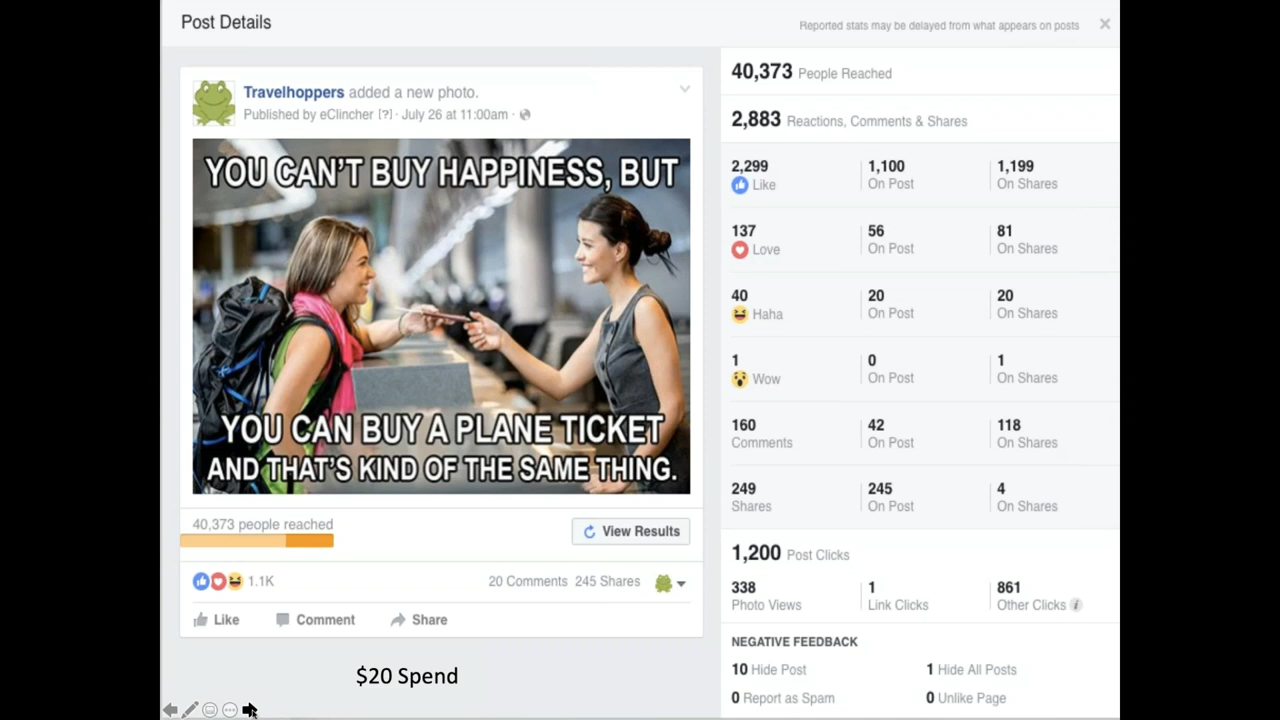 Post Details
Reported stats may be delayed from what appears on posts
Travelhoppers added a new photo.
Published by eClincher [?] · July 26 at 11:00am ·
YOU CAN'T BUY HAPPINESS, BUT
YOU CAN BUY A PLANE TICKET
AND THAT'S KIND OF THE SAME THING.
40,373 people reached
View Results
1.1K
20 Comments 245 Shares
Like Comment Share
$20 Spend
40,373 People Reached
2,883 Reactions, Comments & Shares
2,299 1,100 1,199
Like On Post On Shares
137 56 81
Love On Post On Shares
40 20 20
Haha On Post On Shares
1 0 1
Wow On Post On Shares
160 42 118
Comments On Post On Shares
249 245 4
Shares On Post On Shares
1,200 Post Clicks
338 1 861
Photo Views Link Clicks Other Clicks i
NEGATIVE FEEDBACK
10 Hide Post 1 Hide All Posts
0 Report as Spam 0 Unlike Page